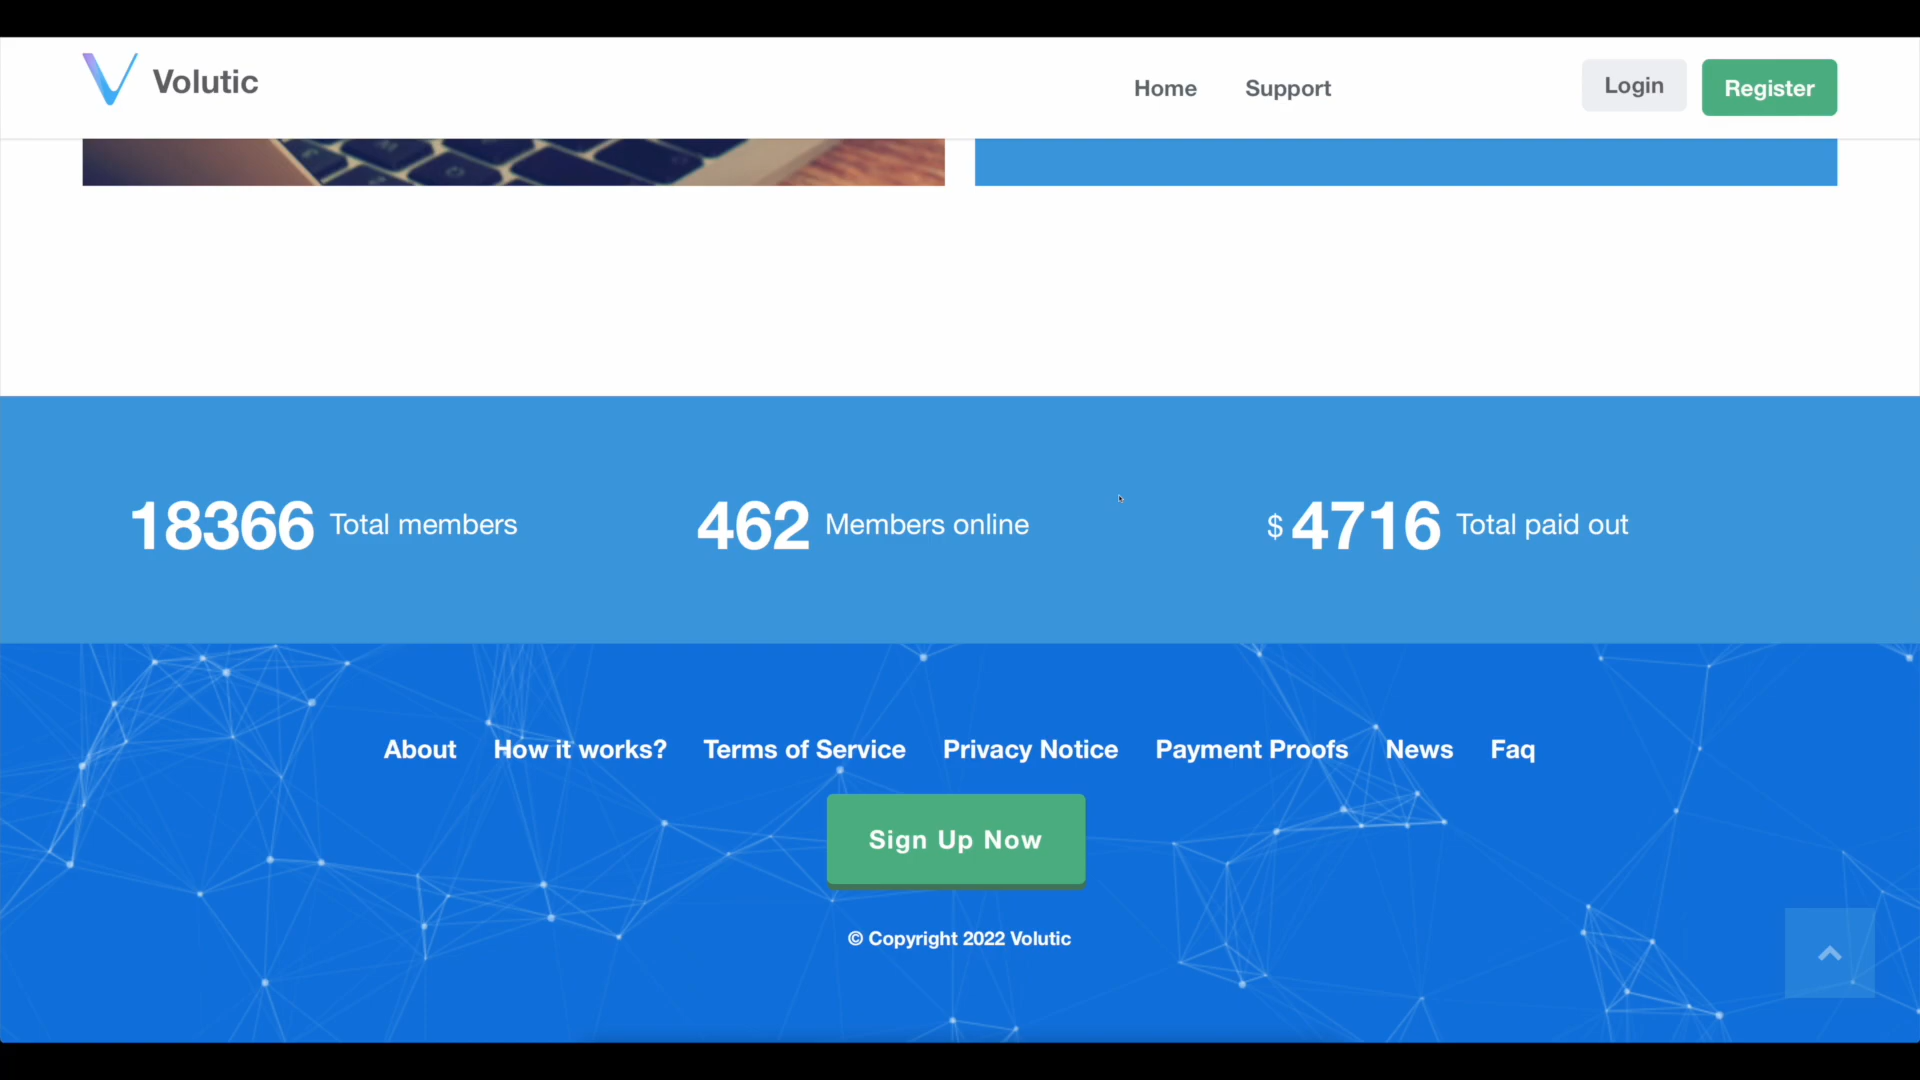 Volutic
Home Support Login Register
18366 Total members 462 Members online $ 4716 Total paid out
About How it works? Terms of Service Privacy Notice Payment Proofs News Faq
Sign Up Now
© Copyright 2022 Volutic